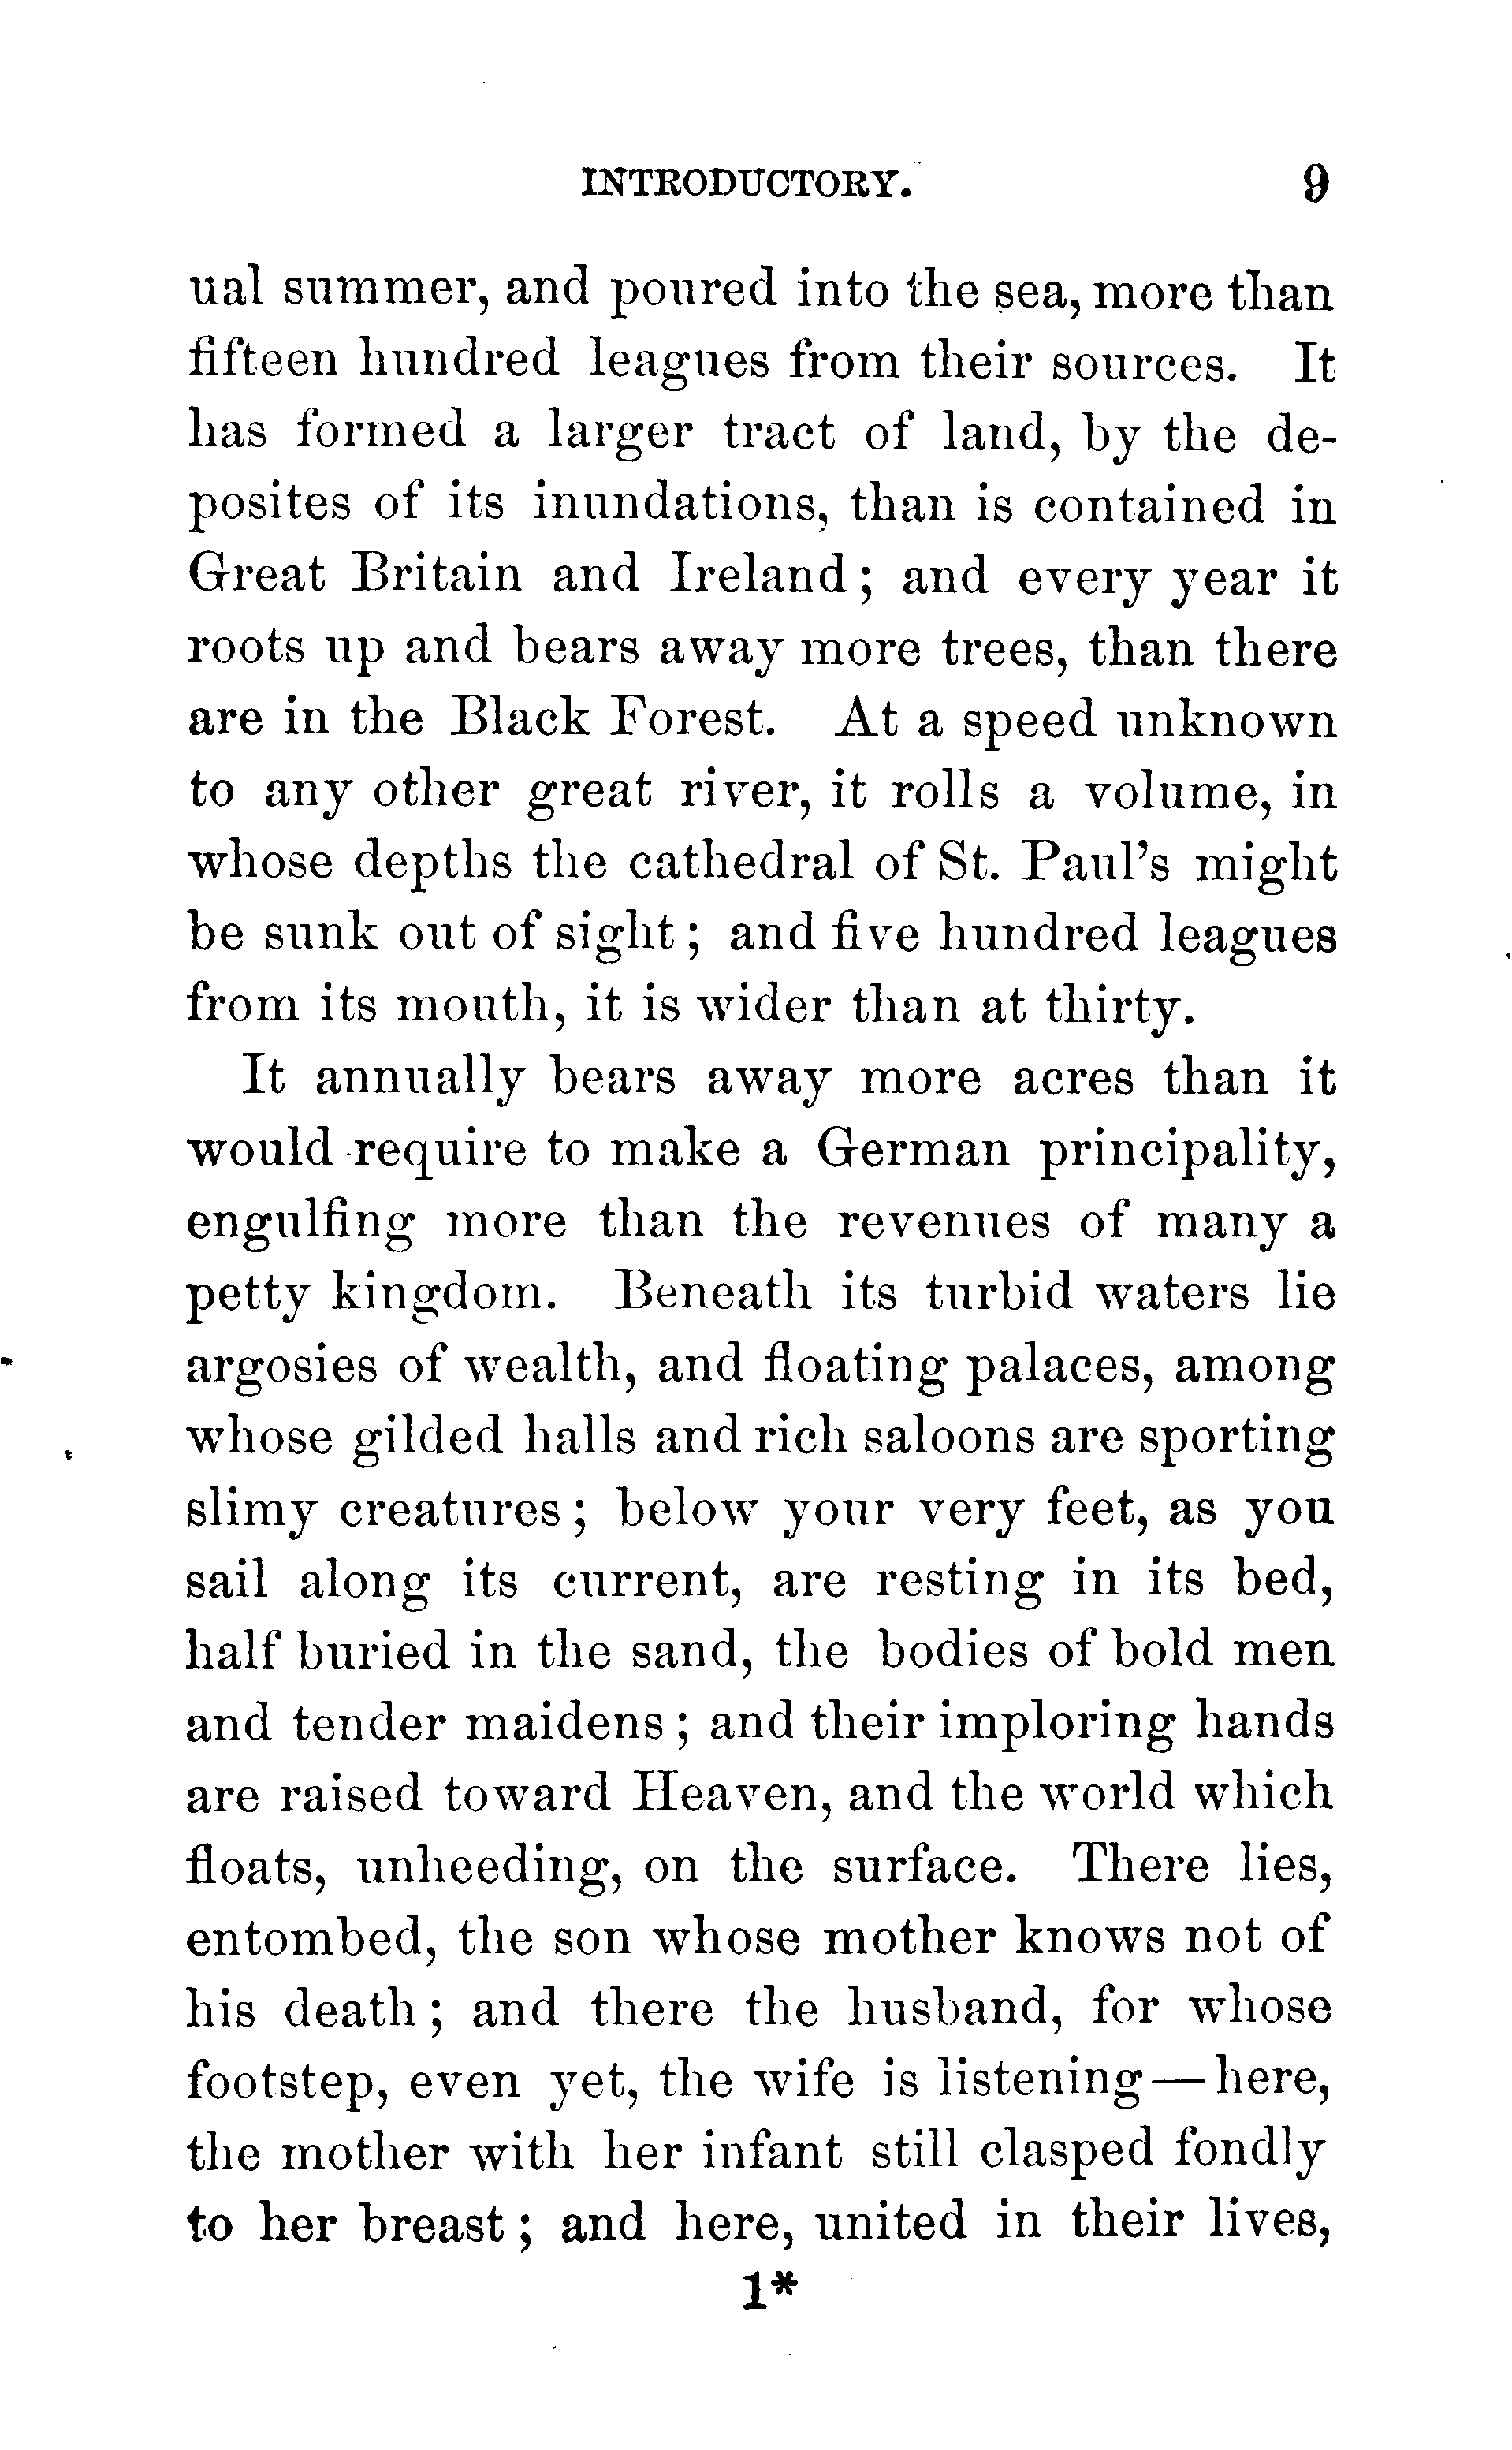 INTRODUCTORY. 9
ual summer, and poured into the sea, more than
fifteen hundred leagues from their sources. It
has formed a larger tract of land, by the de-
posites of its inundations, than is contained in
Great Britain and Ireland; and every year it
roots up and bears away more trees, than there
are in the Black Forest. At a speed unknown
to any other great river, it rolls a volume, in
whose depths the cathedral of St. Paul's might
be sunk out of sight; and five hundred leagues
from its mouth, it is wider than at thirty.
It annually bears away more acres than it
would require to make a German principality,
engulfing more than the revenues of many a
petty kingdom. Beneath its turbid waters lie
argosies of wealth, and floating palaces, among
whose gilded halls and rich saloons are sporting
slimy creatures; below your very feet, as you
sail along its current, are resting in its bed,
half buried in the sand, the bodies of bold men
and tender maidens; and their imploring hands
are raised toward Heaven, and the world which
floats, unheeding, on the surface. There lies,
entombed, the son whose mother knows not of
his death; and there the husband, for whose
footstep, even yet, the wife is listening—here,
the mother with her infant still clasped fondly
to her breast; and here, united in their lives,
1*